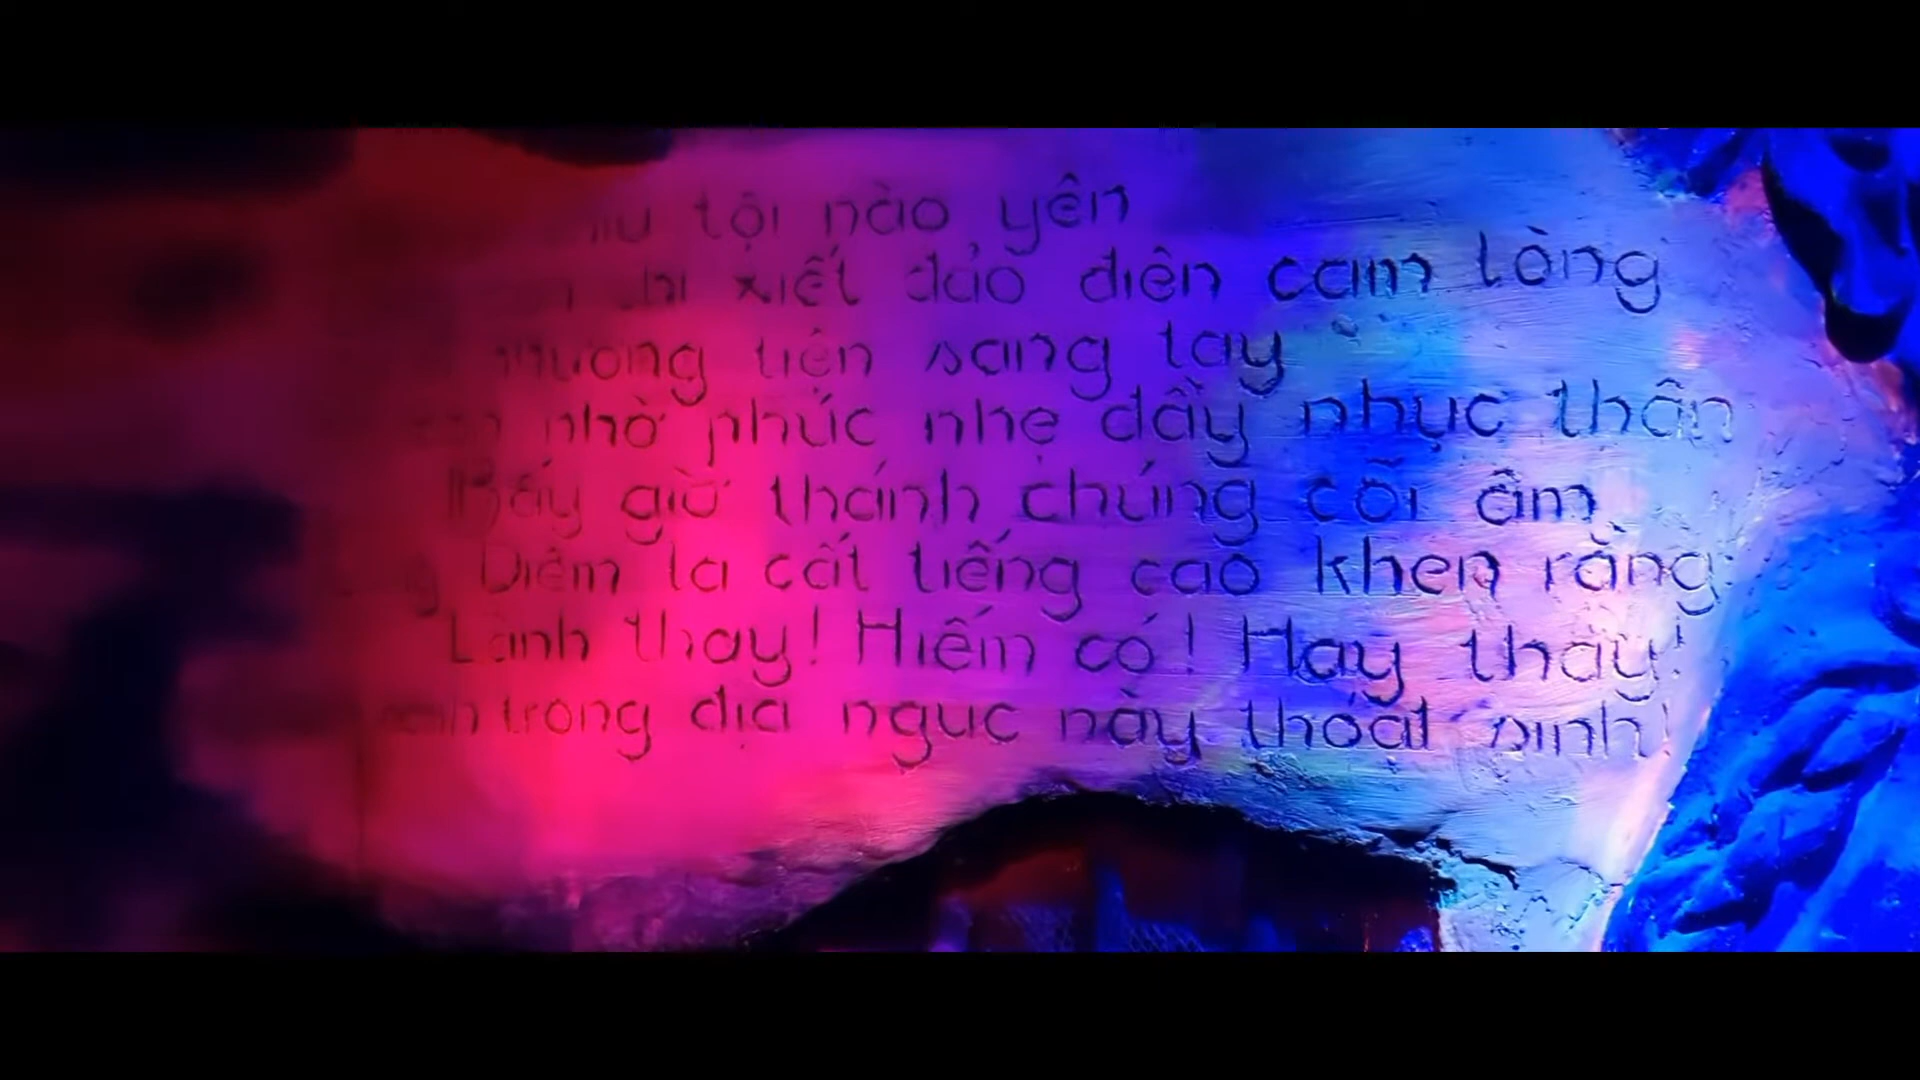 tội nào yên
xiết đảo điên cam lòng
tiện sang tay
nhờ phúc nhẹ dầy nhục thân
Bấy giờ thánh chúng cõi âm
Diêm la cất tiếng cao khen rằng
Lành thay! Hiếm có! Hay thay!
trong địa ngục này thoát sinh!